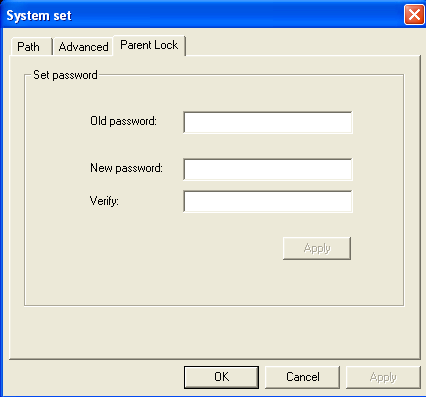 System set
Path Advanced Parent Lock
Set password
Old password:
New password:
Verify:
Apply
OK Cancel Apply